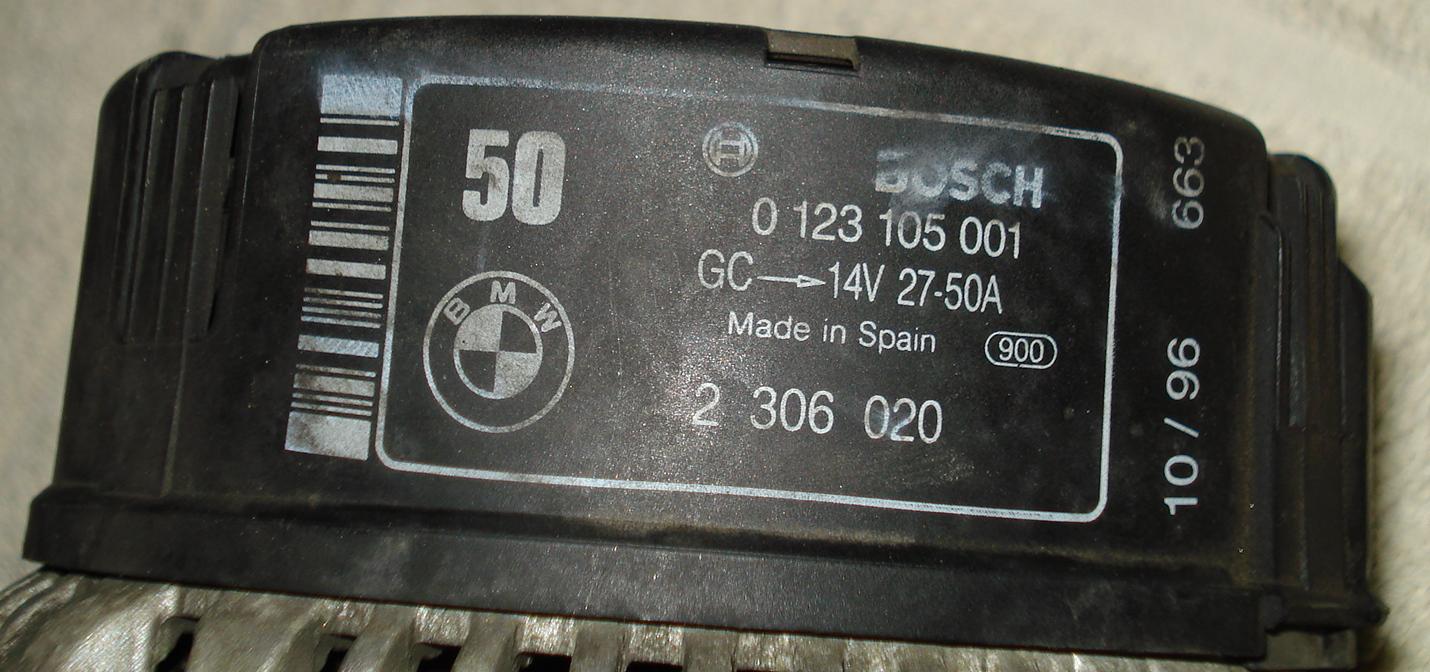 50
BMW
BOSCH
0 123 105 001
GC→14V 27-50A
Made in Spain 900
2 306 020
663
10/96